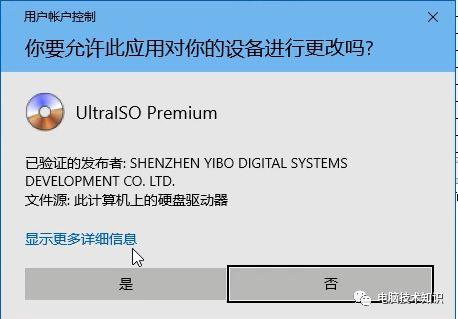 用户帐户控制
你要允许此应用对你的设备进行更改吗?
UltraISO Premium
已验证的发布者: SHENZHEN YIBO DIGITAL SYSTEMS
DEVELOPMENT CO. LTD.
文件源: 此计算机上的硬盘驱动器
显示更多详细信息
是
否
电脑技术知识